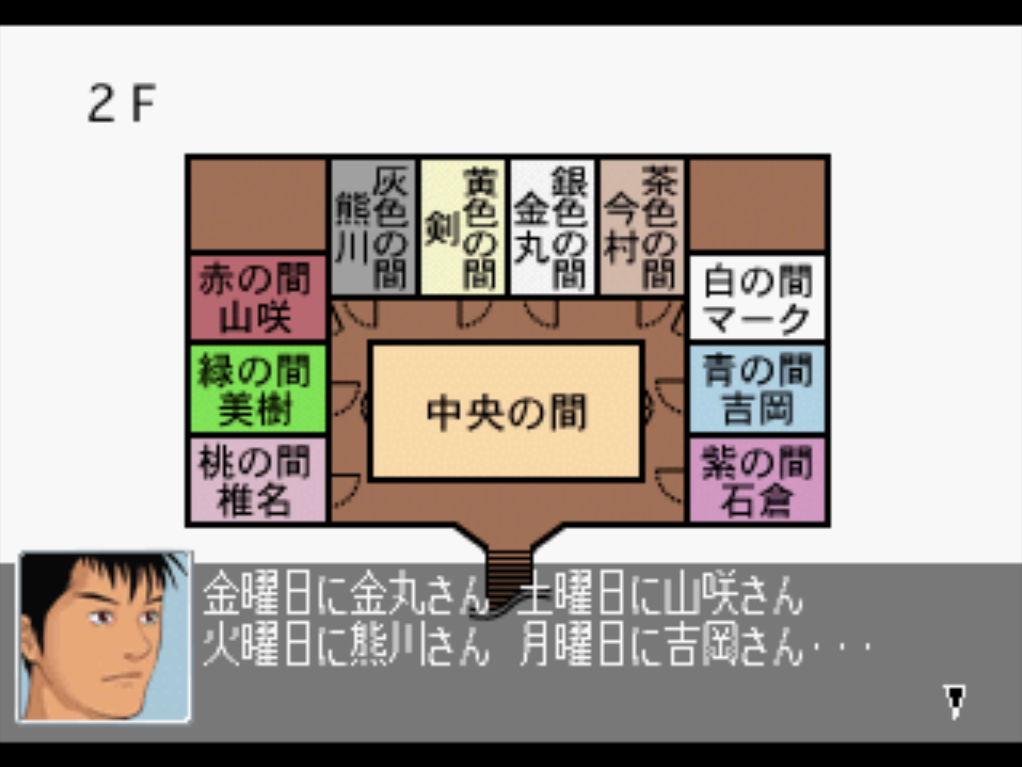 ２Ｆ
灰色の間
熊川
黄色の間
剣
銀色の間
金丸
茶色の間
今村
赤の間
山咲
白の間
マーク
緑の間
美樹
中央の間
青の間
吉岡
桃の間
椎名
紫の間
石倉
金曜日に金丸さん　土曜日に山咲さん
火曜日に熊川さん　月曜日に吉岡さん･･･